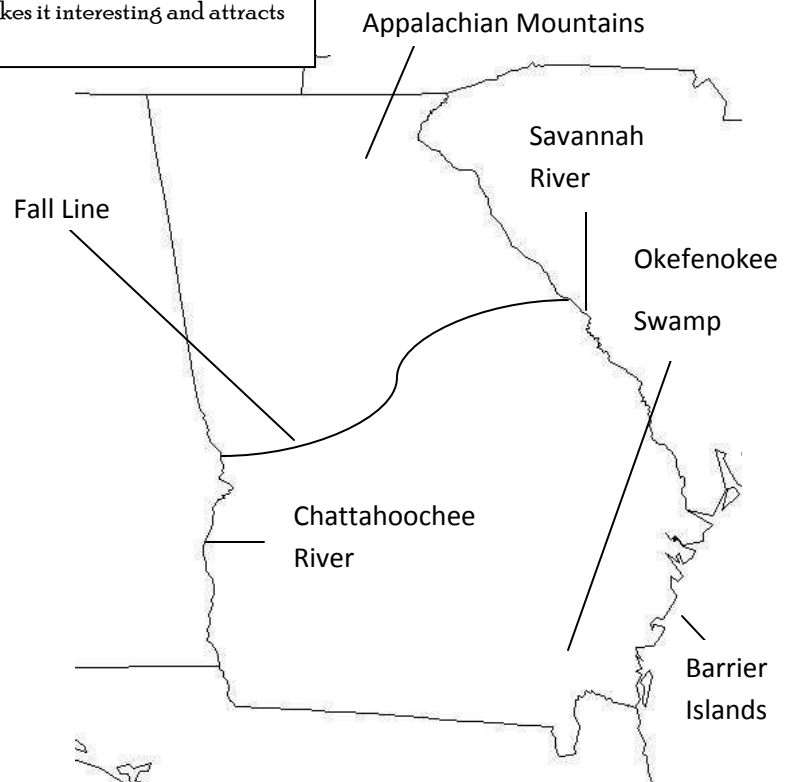 kes it interesting and attracts
Appalachian Mountains
Savannah
River
Fall Line
Okefenokee
Swamp
Chattahoochee
River
Barrier
Islands